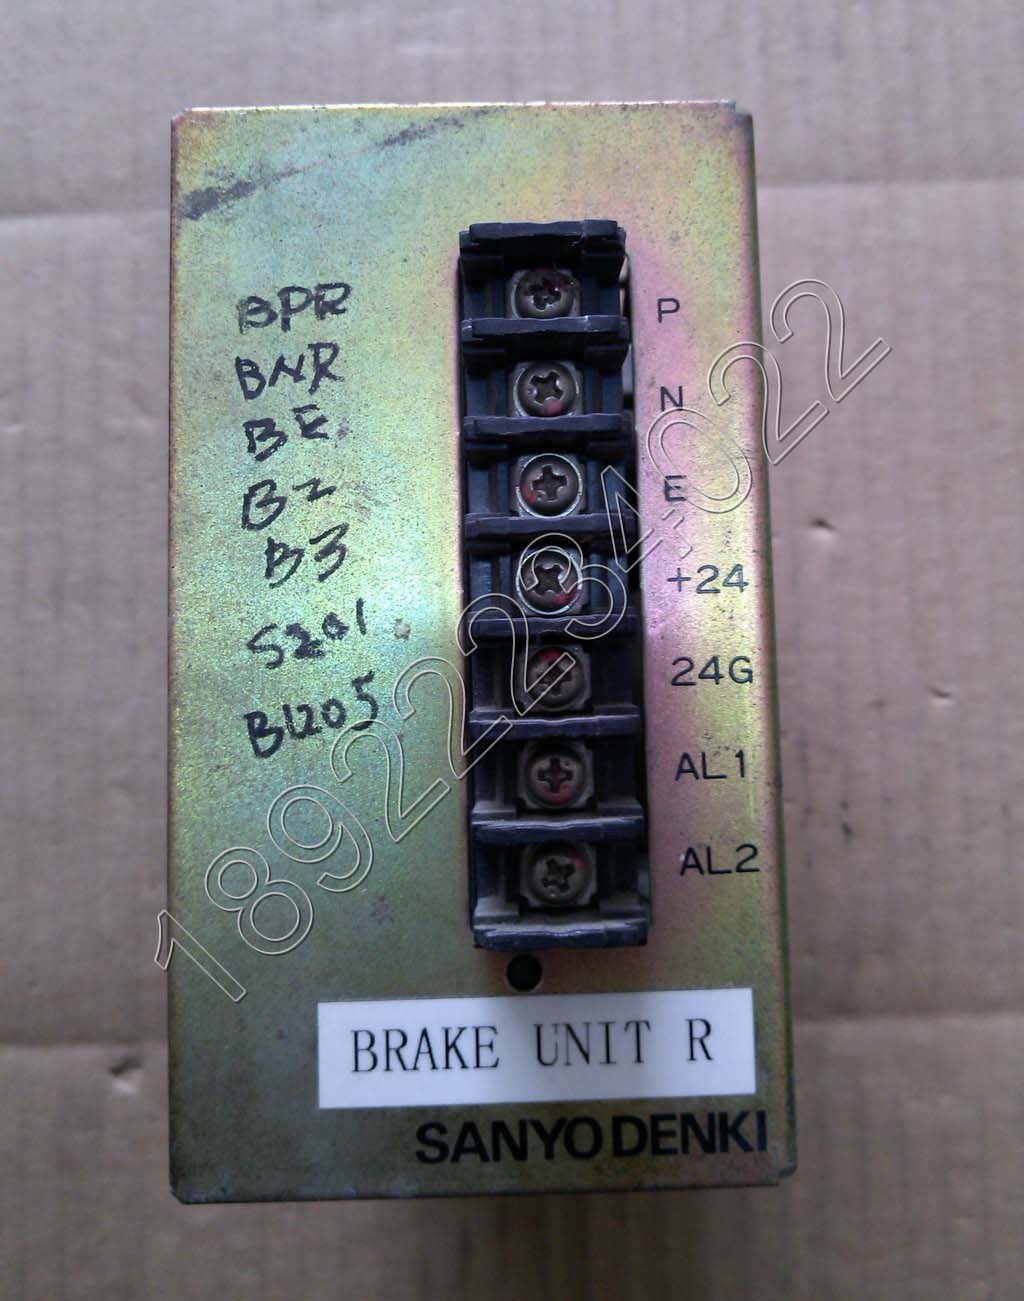 BPR
P
BNR
N
BE
E
B2
+24
B3
24G
S201
AL1
B1205
AL2
BRAKE UNIT R
SANYO DENKI
18922234022